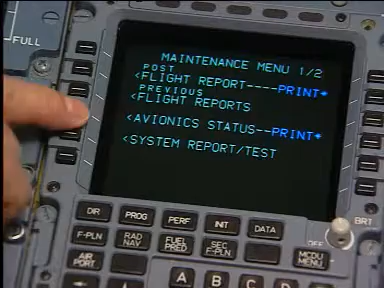 FULL
MAINTENANCE MENU 1/2
POST
<FLIGHT REPORT----PRINT*
PREVIOUS
<FLIGHT REPORTS
<AVIONICS STATUS--PRINT*
<SYSTEM REPORT/TEST
DIR PROG PERF INIT DATA
F-PLN RAD NAV FUEL PRED SEC F-PLN MCDU MENU
AIR PORT
OFF BRT
A B C D